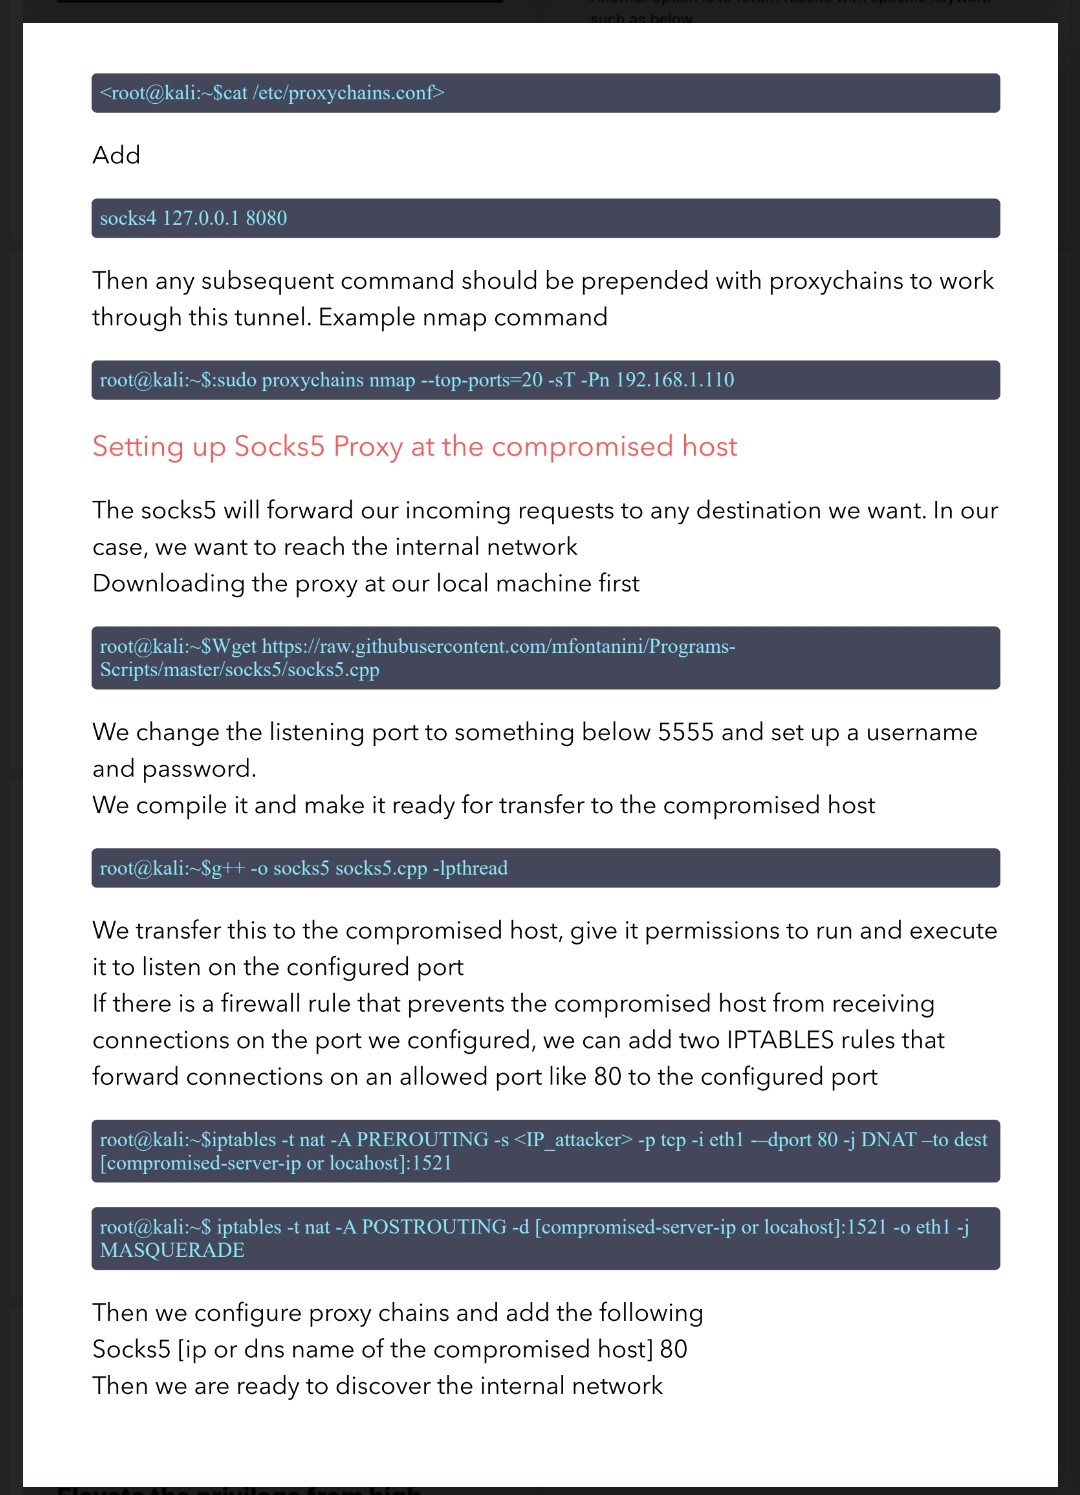 such as below
<root@kali:~$cat /etc/proxychains.conf>
Add
socks4 127.0.0.1 8080
Then any subsequent command should be prepended with proxychains to work
through this tunnel. Example nmap command
root@kali:~$:sudo proxychains nmap --top-ports=20 -sT -Pn 192.168.1.110
Setting up Socks5 Proxy at the compromised host
The socks5 will forward our incoming requests to any destination we want. In our
case, we want to reach the internal network
Downloading the proxy at our local machine first
root@kali:~$Wget https://raw.githubusercontent.com/mfontanini/Programs-
Scripts/master/socks5/socks5.cpp
We change the listening port to something below 5555 and set up a username
and password.
We compile it and make it ready for transfer to the compromised host
root@kali:~$g++ -o socks5 socks5.cpp -lpthread
We transfer this to the compromised host, give it permissions to run and execute
it to listen on the configured port
If there is a firewall rule that prevents the compromised host from receiving
connections on the port we configured, we can add two IPTABLES rules that
forward connections on an allowed port like 80 to the configured port
root@kali:~$iptables -t nat -A PREROUTING -s <IP_attacker> -p tcp -i eth1 -–dport 80 -j DNAT –to dest
[compromised-server-ip or locahost]:1521
root@kali:~$ iptables -t nat -A POSTROUTING -d [compromised-server-ip or locahost]:1521 -o eth1 -j
MASQUERADE
Then we configure proxy chains and add the following
Socks5 [ip or dns name of the compromised host] 80
Then we are ready to discover the internal network